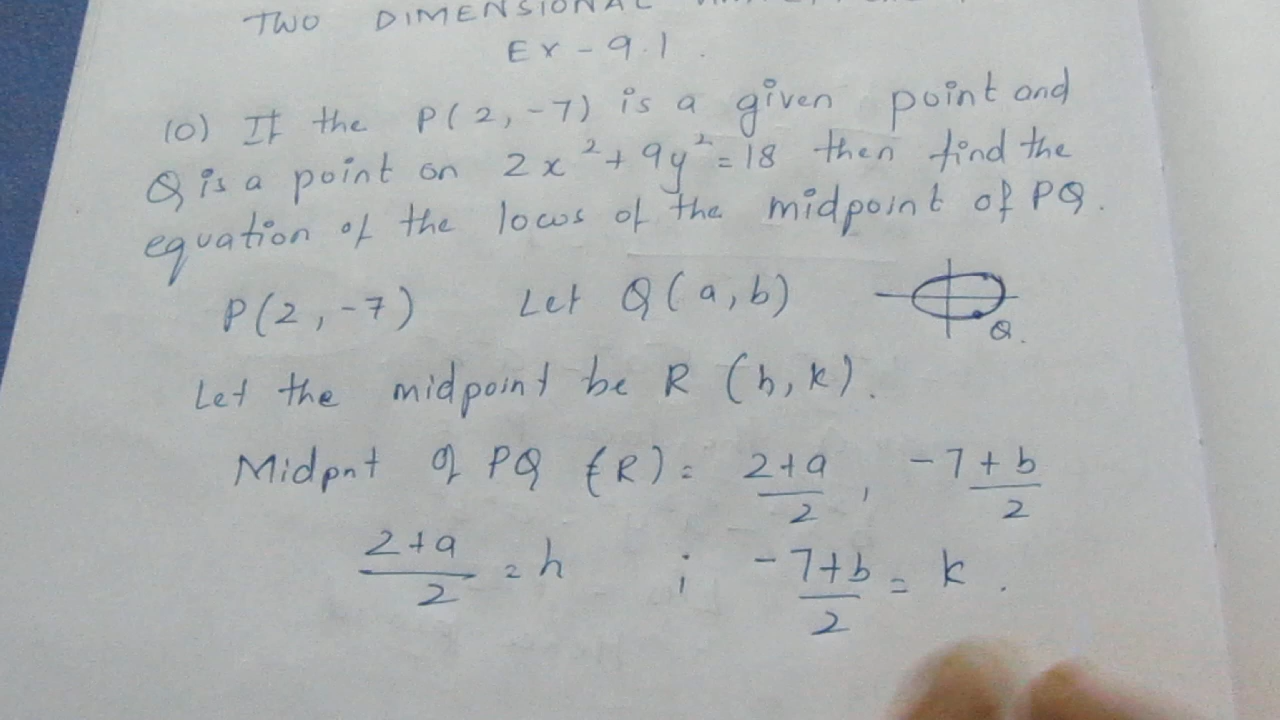 TWO DIMENSIONAL
EX - 9.1.
10) If the P(2, -7) is a given point and
Q is a point on 2x² + 9y² = 18 then find the
equation of the locus of the midpoint of PQ.
P(2, -7) Let Q(a, b)
Q.
Let the midpoint be R (h, k).
Midpnt of PQ (R) = 2+a/2 , -7+b/2
2+a/2 = h ; -7+b/2 = k.